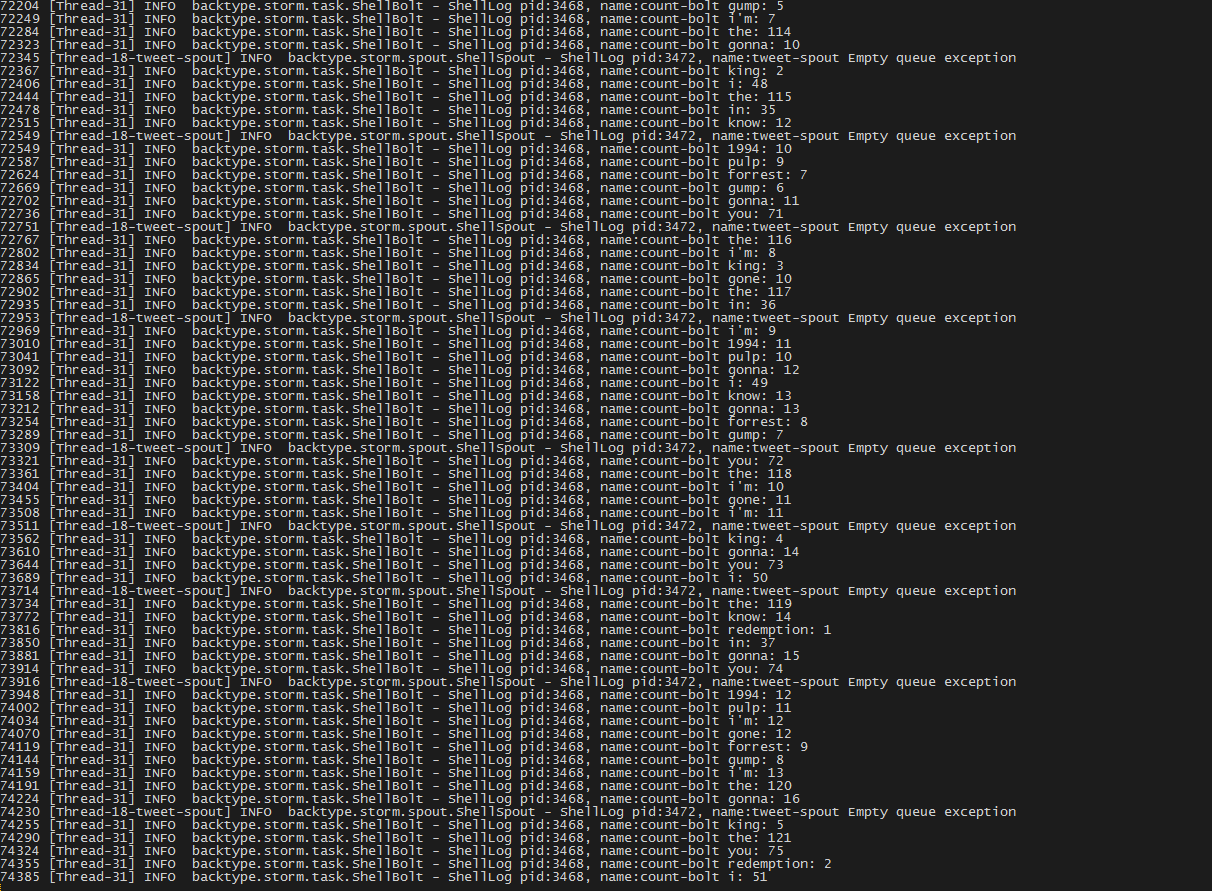 72204 [Thread-31] INFO  backtype.storm.task.ShellBolt - ShellLog pid:3468, name:count-bolt gump: 5
72249 [Thread-31] INFO  backtype.storm.task.ShellBolt - ShellLog pid:3468, name:count-bolt i'm: 7
72284 [Thread-31] INFO  backtype.storm.task.ShellBolt - ShellLog pid:3468, name:count-bolt the: 114
72323 [Thread-31] INFO  backtype.storm.task.ShellBolt - ShellLog pid:3468, name:count-bolt gonna: 10
72345 [Thread-18-tweet-spout] INFO  backtype.storm.spout.ShellSpout - ShellLog pid:3472, name:tweet-spout Empty queue exception
72367 [Thread-31] INFO  backtype.storm.task.ShellBolt - ShellLog pid:3468, name:count-bolt king: 2
72406 [Thread-31] INFO  backtype.storm.task.ShellBolt - ShellLog pid:3468, name:count-bolt i: 48
72444 [Thread-31] INFO  backtype.storm.task.ShellBolt - ShellLog pid:3468, name:count-bolt the: 115
72478 [Thread-31] INFO  backtype.storm.task.ShellBolt - ShellLog pid:3468, name:count-bolt in: 35
72515 [Thread-31] INFO  backtype.storm.task.ShellBolt - ShellLog pid:3468, name:count-bolt know: 12
72549 [Thread-18-tweet-spout] INFO  backtype.storm.spout.ShellSpout - ShellLog pid:3472, name:tweet-spout Empty queue exception
72549 [Thread-31] INFO  backtype.storm.task.ShellBolt - ShellLog pid:3468, name:count-bolt 1994: 10
72587 [Thread-31] INFO  backtype.storm.task.ShellBolt - ShellLog pid:3468, name:count-bolt pulp: 9
72624 [Thread-31] INFO  backtype.storm.task.ShellBolt - ShellLog pid:3468, name:count-bolt forrest: 7
72669 [Thread-31] INFO  backtype.storm.task.ShellBolt - ShellLog pid:3468, name:count-bolt gump: 6
72702 [Thread-31] INFO  backtype.storm.task.ShellBolt - ShellLog pid:3468, name:count-bolt gonna: 11
72736 [Thread-31] INFO  backtype.storm.task.ShellBolt - ShellLog pid:3468, name:count-bolt you: 71
72751 [Thread-18-tweet-spout] INFO  backtype.storm.spout.ShellSpout - ShellLog pid:3472, name:tweet-spout Empty queue exception
72767 [Thread-31] INFO  backtype.storm.task.ShellBolt - ShellLog pid:3468, name:count-bolt the: 116
72802 [Thread-31] INFO  backtype.storm.task.ShellBolt - ShellLog pid:3468, name:count-bolt i'm: 8
72834 [Thread-31] INFO  backtype.storm.task.ShellBolt - ShellLog pid:3468, name:count-bolt king: 3
72865 [Thread-31] INFO  backtype.storm.task.ShellBolt - ShellLog pid:3468, name:count-bolt gone: 10
72902 [Thread-31] INFO  backtype.storm.task.ShellBolt - ShellLog pid:3468, name:count-bolt the: 117
72935 [Thread-31] INFO  backtype.storm.task.ShellBolt - ShellLog pid:3468, name:count-bolt in: 36
72953 [Thread-18-tweet-spout] INFO  backtype.storm.spout.ShellSpout - ShellLog pid:3472, name:tweet-spout Empty queue exception
72969 [Thread-31] INFO  backtype.storm.task.ShellBolt - ShellLog pid:3468, name:count-bolt i'm: 9
73010 [Thread-31] INFO  backtype.storm.task.ShellBolt - ShellLog pid:3468, name:count-bolt 1994: 11
73041 [Thread-31] INFO  backtype.storm.task.ShellBolt - ShellLog pid:3468, name:count-bolt pulp: 10
73092 [Thread-31] INFO  backtype.storm.task.ShellBolt - ShellLog pid:3468, name:count-bolt gonna: 12
73122 [Thread-31] INFO  backtype.storm.task.ShellBolt - ShellLog pid:3468, name:count-bolt i: 49
73158 [Thread-31] INFO  backtype.storm.task.ShellBolt - ShellLog pid:3468, name:count-bolt know: 13
73212 [Thread-31] INFO  backtype.storm.task.ShellBolt - ShellLog pid:3468, name:count-bolt gonna: 13
73254 [Thread-31] INFO  backtype.storm.task.ShellBolt - ShellLog pid:3468, name:count-bolt forrest: 8
73289 [Thread-31] INFO  backtype.storm.task.ShellBolt - ShellLog pid:3468, name:count-bolt gump: 7
73309 [Thread-18-tweet-spout] INFO  backtype.storm.spout.ShellSpout - ShellLog pid:3472, name:tweet-spout Empty queue exception
73321 [Thread-31] INFO  backtype.storm.task.ShellBolt - ShellLog pid:3468, name:count-bolt you: 72
73361 [Thread-31] INFO  backtype.storm.task.ShellBolt - ShellLog pid:3468, name:count-bolt the: 118
73404 [Thread-31] INFO  backtype.storm.task.ShellBolt - ShellLog pid:3468, name:count-bolt i'm: 10
73455 [Thread-31] INFO  backtype.storm.task.ShellBolt - ShellLog pid:3468, name:count-bolt gone: 11
73508 [Thread-31] INFO  backtype.storm.task.ShellBolt - ShellLog pid:3468, name:count-bolt i'm: 11
73511 [Thread-18-tweet-spout] INFO  backtype.storm.spout.ShellSpout - ShellLog pid:3472, name:tweet-spout Empty queue exception
73562 [Thread-31] INFO  backtype.storm.task.ShellBolt - ShellLog pid:3468, name:count-bolt king: 4
73610 [Thread-31] INFO  backtype.storm.task.ShellBolt - ShellLog pid:3468, name:count-bolt gonna: 14
73644 [Thread-31] INFO  backtype.storm.task.ShellBolt - ShellLog pid:3468, name:count-bolt you: 73
73689 [Thread-31] INFO  backtype.storm.task.ShellBolt - ShellLog pid:3468, name:count-bolt i: 50
73714 [Thread-18-tweet-spout] INFO  backtype.storm.spout.ShellSpout - ShellLog pid:3472, name:tweet-spout Empty queue exception
73734 [Thread-31] INFO  backtype.storm.task.ShellBolt - ShellLog pid:3468, name:count-bolt the: 119
73772 [Thread-31] INFO  backtype.storm.task.ShellBolt - ShellLog pid:3468, name:count-bolt know: 14
73816 [Thread-31] INFO  backtype.storm.task.ShellBolt - ShellLog pid:3468, name:count-bolt redemption: 1
73850 [Thread-31] INFO  backtype.storm.task.ShellBolt - ShellLog pid:3468, name:count-bolt in: 37
73881 [Thread-31] INFO  backtype.storm.task.ShellBolt - ShellLog pid:3468, name:count-bolt gonna: 15
73914 [Thread-31] INFO  backtype.storm.task.ShellBolt - ShellLog pid:3468, name:count-bolt you: 74
73916 [Thread-18-tweet-spout] INFO  backtype.storm.spout.ShellSpout - ShellLog pid:3472, name:tweet-spout Empty queue exception
73948 [Thread-31] INFO  backtype.storm.task.ShellBolt - ShellLog pid:3468, name:count-bolt 1994: 12
74002 [Thread-31] INFO  backtype.storm.task.ShellBolt - ShellLog pid:3468, name:count-bolt pulp: 11
74034 [Thread-31] INFO  backtype.storm.task.ShellBolt - ShellLog pid:3468, name:count-bolt i'm: 12
74070 [Thread-31] INFO  backtype.storm.task.ShellBolt - ShellLog pid:3468, name:count-bolt gone: 12
74119 [Thread-31] INFO  backtype.storm.task.ShellBolt - ShellLog pid:3468, name:count-bolt forrest: 9
74144 [Thread-31] INFO  backtype.storm.task.ShellBolt - ShellLog pid:3468, name:count-bolt gump: 8
74159 [Thread-31] INFO  backtype.storm.task.ShellBolt - ShellLog pid:3468, name:count-bolt i'm: 13
74191 [Thread-31] INFO  backtype.storm.task.ShellBolt - ShellLog pid:3468, name:count-bolt the: 120
74224 [Thread-31] INFO  backtype.storm.task.ShellBolt - ShellLog pid:3468, name:count-bolt gonna: 16
74230 [Thread-18-tweet-spout] INFO  backtype.storm.spout.ShellSpout - ShellLog pid:3472, name:tweet-spout Empty queue exception
74255 [Thread-31] INFO  backtype.storm.task.ShellBolt - ShellLog pid:3468, name:count-bolt king: 5
74290 [Thread-31] INFO  backtype.storm.task.ShellBolt - ShellLog pid:3468, name:count-bolt the: 121
74324 [Thread-31] INFO  backtype.storm.task.ShellBolt - ShellLog pid:3468, name:count-bolt you: 75
74355 [Thread-31] INFO  backtype.storm.task.ShellBolt - ShellLog pid:3468, name:count-bolt redemption: 2
74385 [Thread-31] INFO  backtype.storm.task.ShellBolt - ShellLog pid:3468, name:count-bolt i: 51